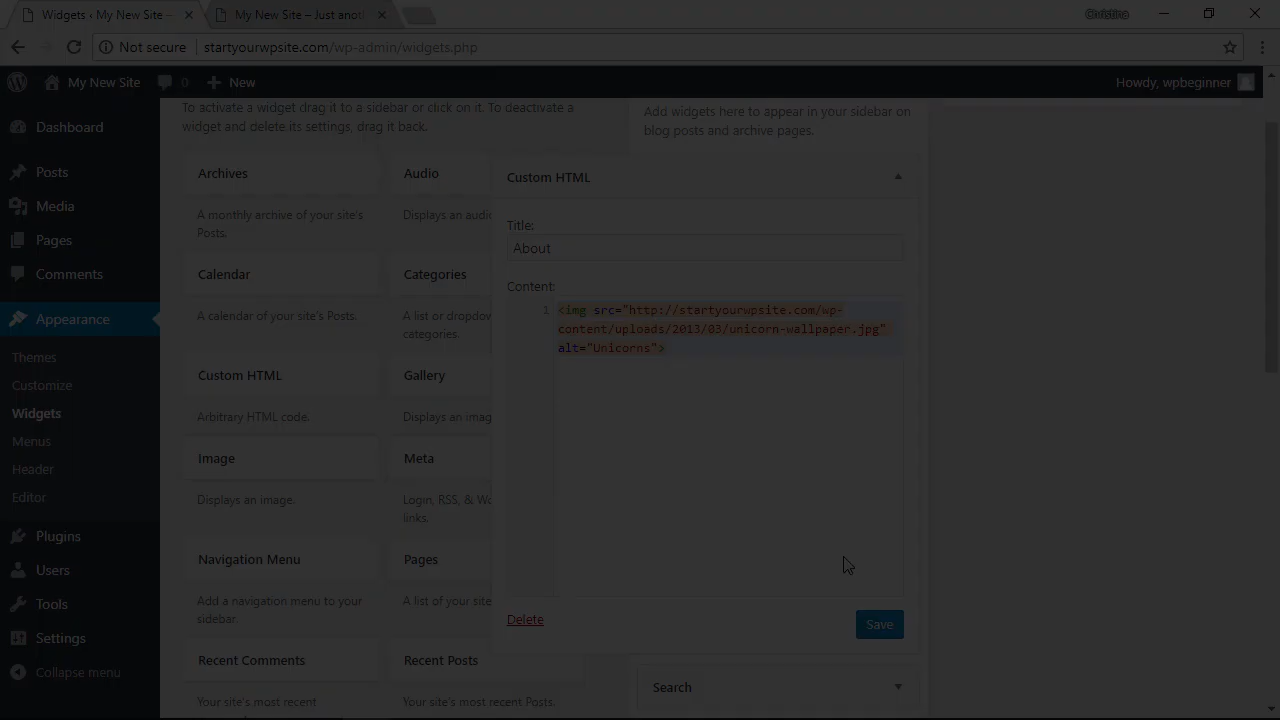 Widgets ‹ My New Site –
My New Site – Just anot
Christina
Not secure
startyourwpsite.com/wp-admin/widgets.php
My New Site
0
New
Howdy, wpbeginner
Dashboard
Posts
Media
Pages
Comments
Appearance
Themes
Customize
Widgets
Menus
Header
Editor
Plugins
Users
Tools
Settings
Collapse menu
To activate a widget drag it to a sidebar or click on it. To deactivate a
widget and delete its settings, drag it back.
Archives
A monthly archive of your site's
Posts.
Audio
Displays an audi
Calendar
A calendar of your site's Posts.
Categories
A list or dropdov
categories.
Custom HTML
Arbitrary HTML code.
Gallery
Displays an imag
Image
Displays an image.
Meta
Login, RSS, & Wo
links.
Navigation Menu
Add a navigation menu to your
sidebar.
Pages
A list of your site
Recent Comments
Your site's most recent
Recent Posts
Your site's most recent Posts.
Add widgets here to appear in your sidebar on
blog posts and archive pages.
Custom HTML
Title:
About
Content:
1
<img src="http://startyourwpsite.com/wp-
content/uploads/2013/03/unicorn-wallpaper.jpg"
alt="Unicorns">
Delete
Save
Search